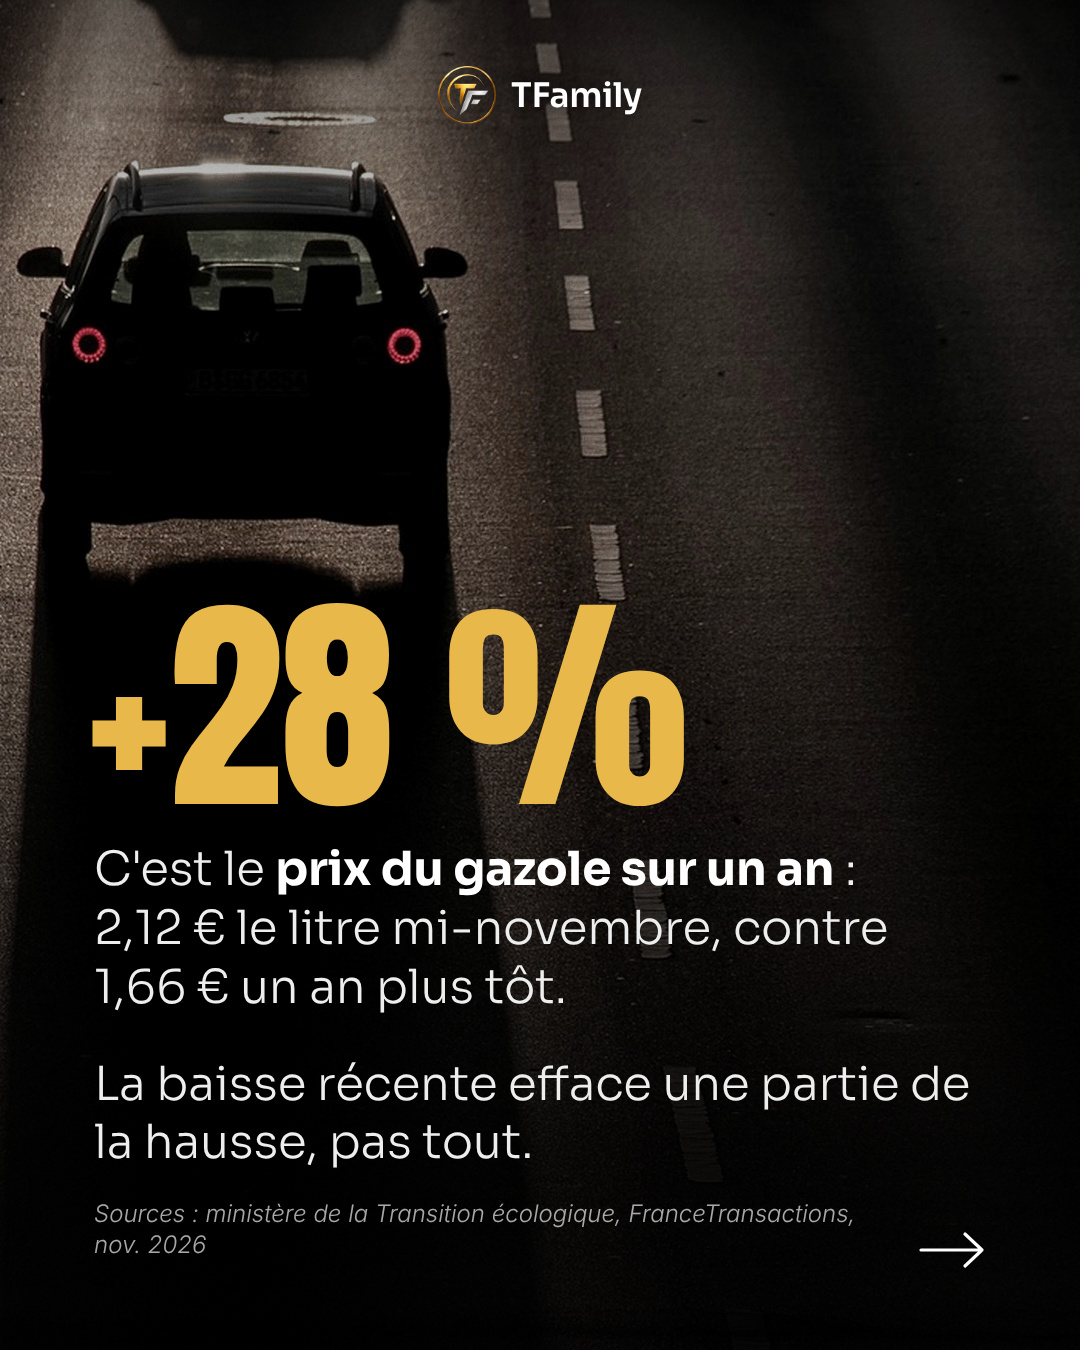 TFamily
+28 %
C'est le prix du gazole sur un an :
2,12 € le litre mi-novembre, contre
1,66 € un an plus tôt.
La baisse récente efface une partie de
la hausse, pas tout.
Sources : ministère de la Transition écologique, FranceTransactions,
nov. 2026